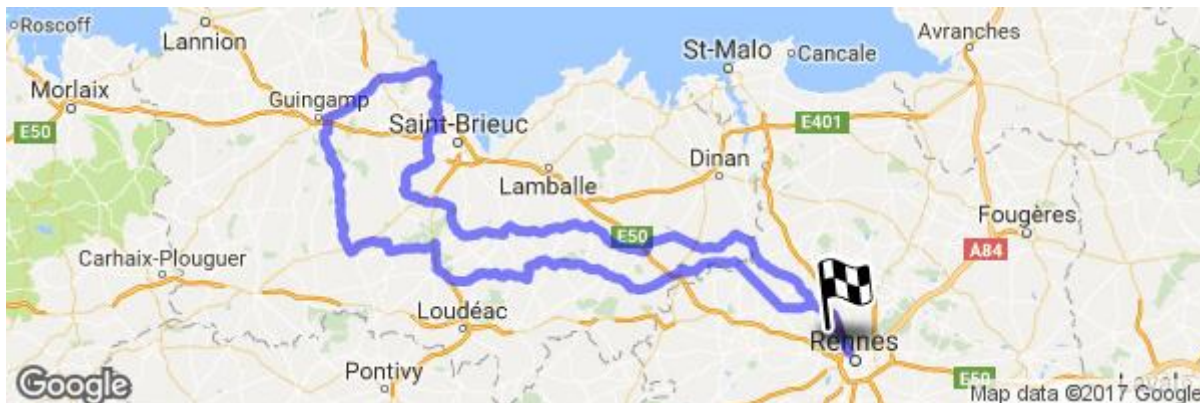 Roscoff
Lannion
Avranches
St-Malo
Cancale
Morlaix
Guingamp
E50
Saint-Brieuc
E401
Dinan
Lamballe
Fougères
E50
A84
Carhaix-Plouguer
Loudéac
Rennes
Pontivy
E50
Google
Map data ©2017 Google